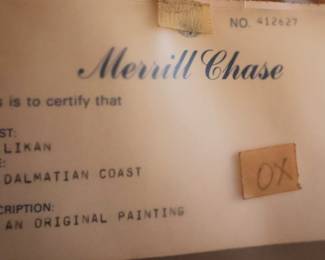 NO. 412627
Merrill Chase
s is to certify that
ST:
LIKAN
E:
DALMATIAN COAST
OX
CRIPTION:
AN ORIGINAL PAINTING